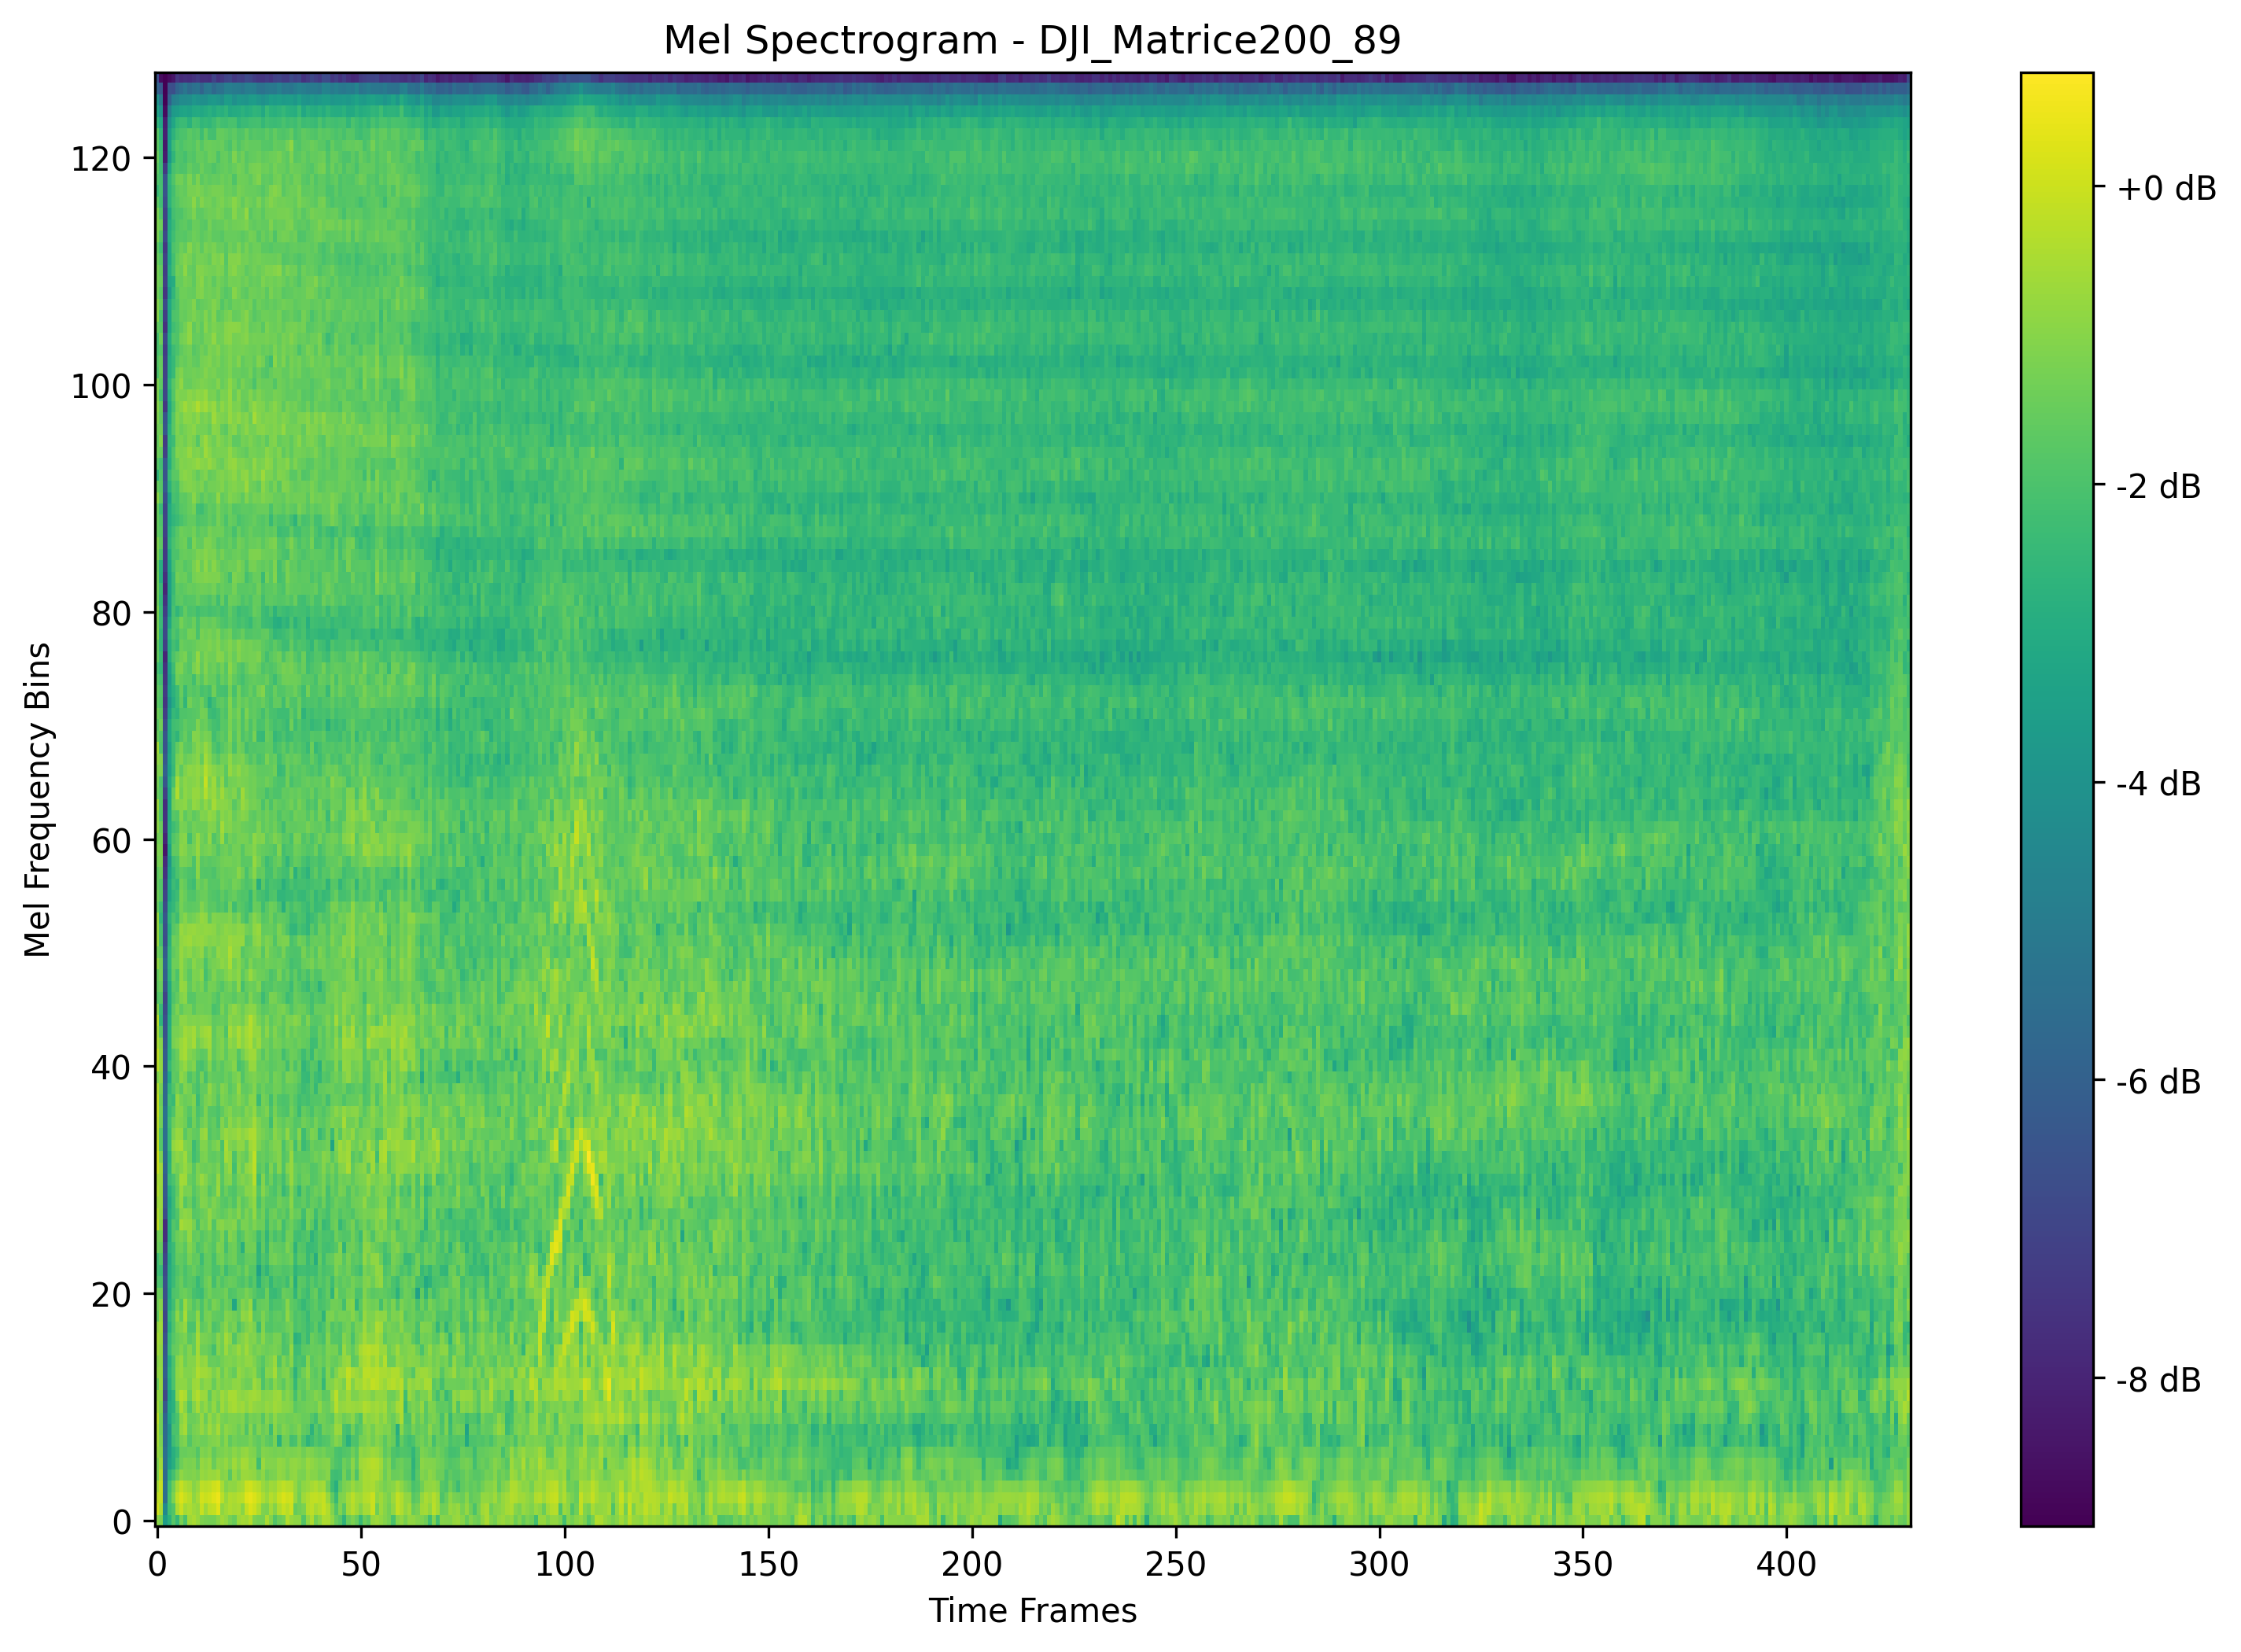 Mel Spectrogram - DJI_Matrice200_89
120
100
80
60
40
20
0
Mel Frequency Bins
0 50 100 150 200 250 300 350 400
Time Frames
+0 dB
-2 dB
-4 dB
-6 dB
-8 dB